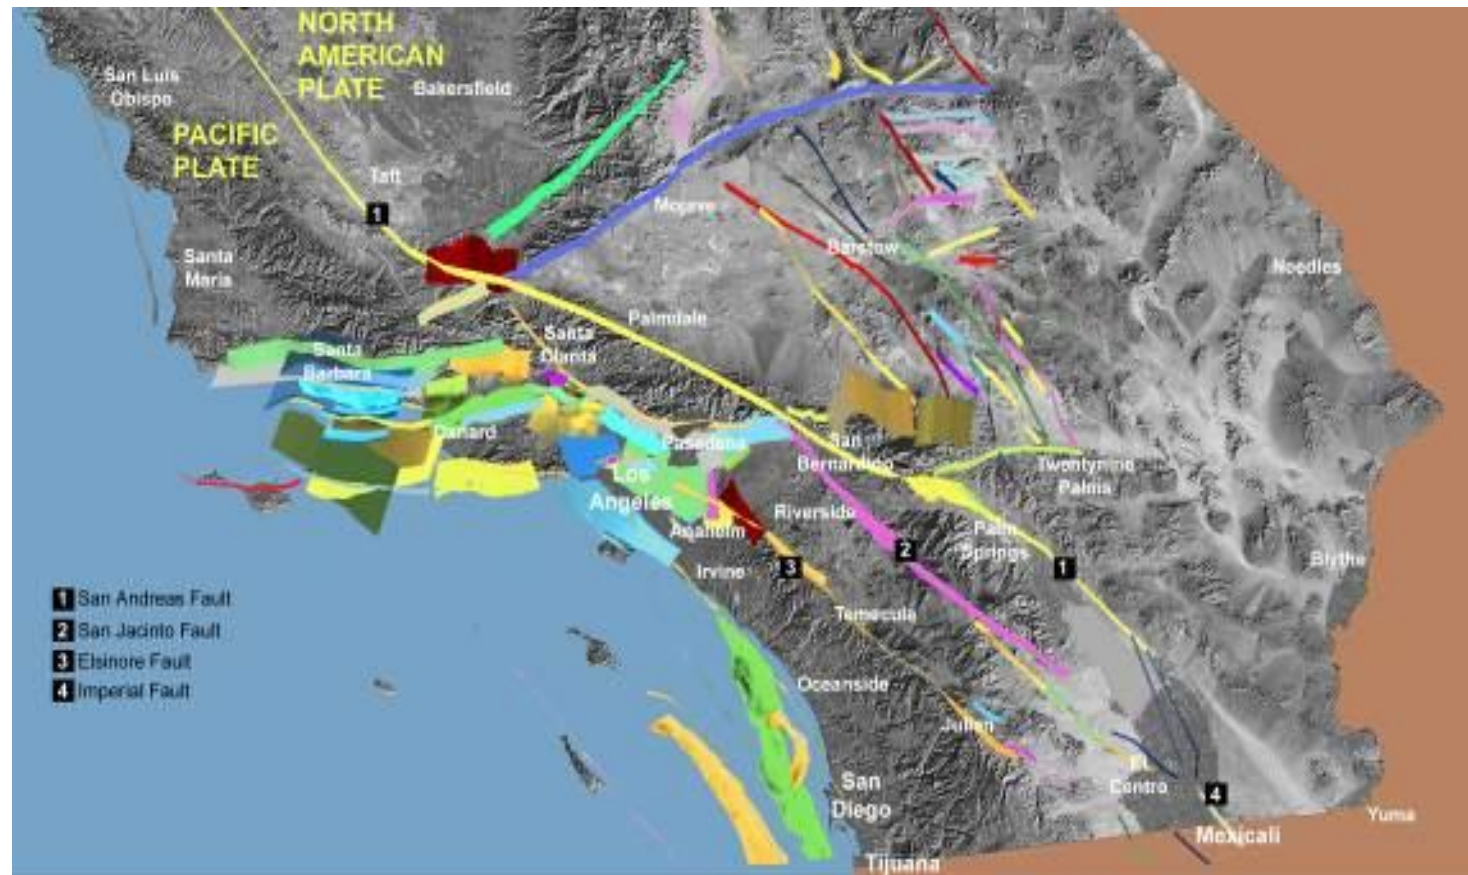 NORTH
AMERICAN
PLATE
San Luis
Obispo
Bakersfield
PACIFIC
PLATE
Taft
1
Mojave
Santa
Maria
Barstow
Needles
Palmdale
Santa
Clarita
Santa
Barbara
Oxnard
Pasadena
San
Bernardino
Twentynine
Palms
Los
Angeles
Riverside
Anaheim
Palm
Springs
2
1
Blythe
3
Irvine
Temecula
1 San Andreas Fault
2 San Jacinto Fault
3 Elsinore Fault
4 Imperial Fault
Oceanside
Julian
El
Centro
San
Diego
4
Yuma
Mexicali
Tijuana